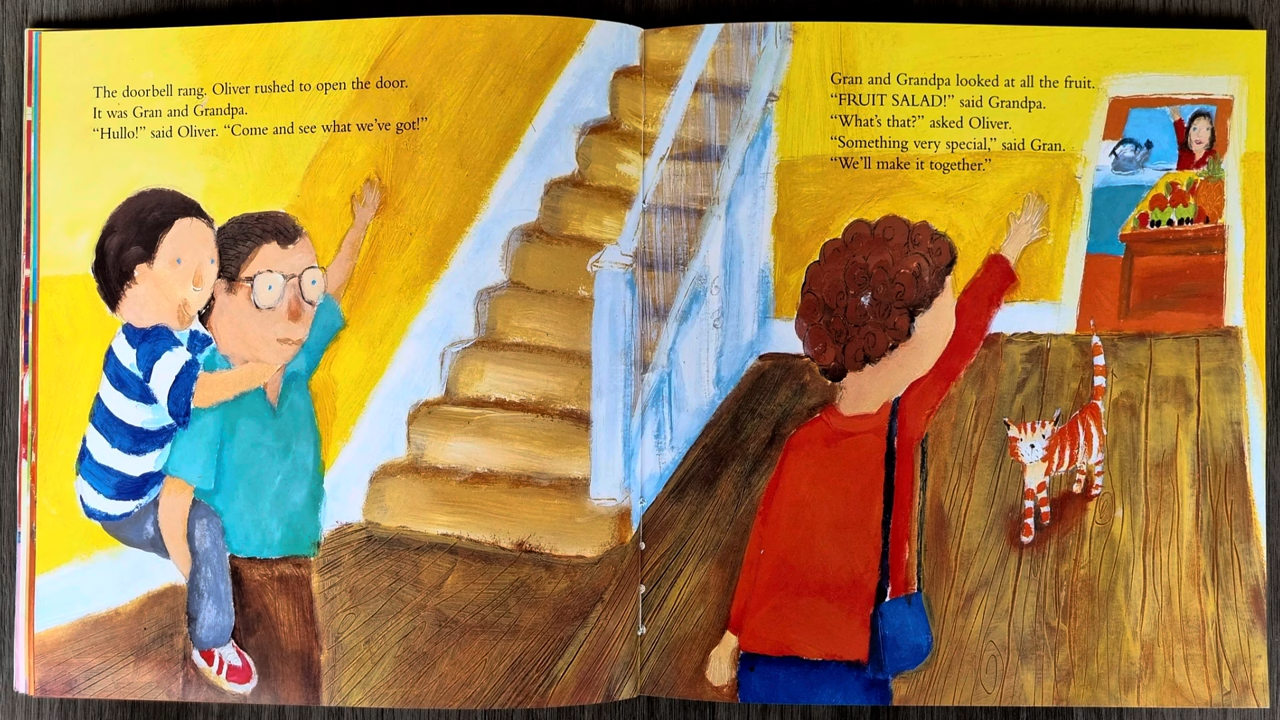 The doorbell rang. Oliver rushed to open the door.
It was Gran and Grandpa.
“Hullo!” said Oliver. “Come and see what we’ve got!”
Gran and Grandpa looked at all the fruit.
“FRUIT SALAD!” said Grandpa.
“What’s that?” asked Oliver.
“Something very special,” said Gran.
“We’ll make it together.”